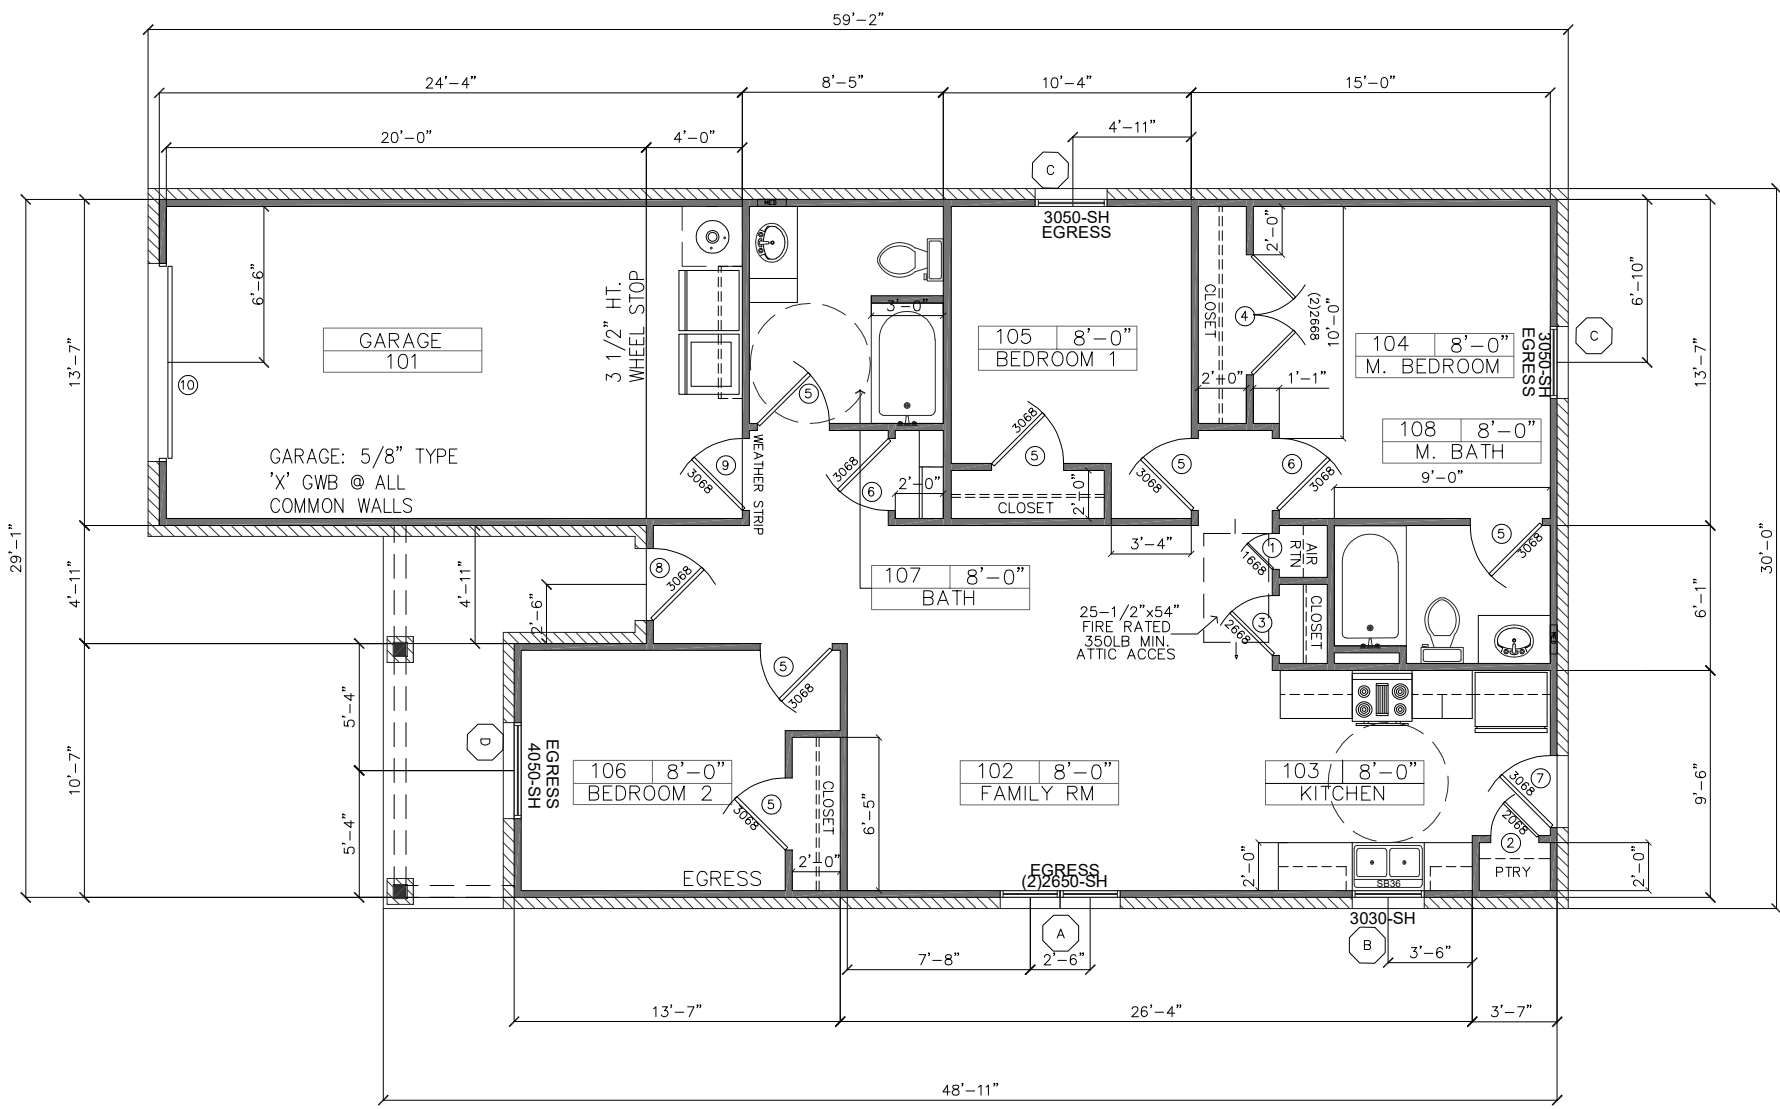 59'-2"
24'-4"
8'-5"
10'-4"
15'-0"
20'-0"
4'-0"
4'-11"
C
MED
3050-SH
EGRESS
2'-0"
6'-6"
3 1/2" HT.
WHEEL STOP
GARAGE
101
3'-0"
105 8'-0"
BEDROOM 1
CLOSET
4
(2)2668
10'-0"
104 8'-0"
M. BEDROOM
3050-SH
EGRESS
C
6'-10"
13'-7"
10
13'-7"
2'-0"
1'-1"
5
3068
5
108 8'-0"
M. BATH
GARAGE: 5/8" TYPE
'X' GWB @ ALL
COMMON WALLS
9
3068
WEATHER STRIP
3068
6
2'-0"
CLOSET
2'-0"
5
3068
6
3068
9'-0"
29'-1"
30'-0"
4'-11"
4'-11"
8
3068
2'-6"
107 8'-0"
BATH
3'-4"
1
1668
AIR
RTN
5
3068
25-1/2"x54"
FIRE RATED
350LB MIN.
ATTIC ACCES
3
2668
CLOSET
MED
6'-1"
5'-4"
5
3068
D
EGRESS
4050-SH
106 8'-0"
BEDROOM 2
5
3068
CLOSET
6'-5"
102 8'-0"
FAMILY RM
103 8'-0"
KITCHEN
7
3068
2068
2
9'-6"
10'-7"
5'-4"
EGRESS
2'-0"
EGRESS
(2)2650-SH
2'-0"
SB36
PTRY
2'-0"
3030-SH
A
B
7'-8"
2'-6"
3'-6"
13'-7"
26'-4"
3'-7"
48'-11"